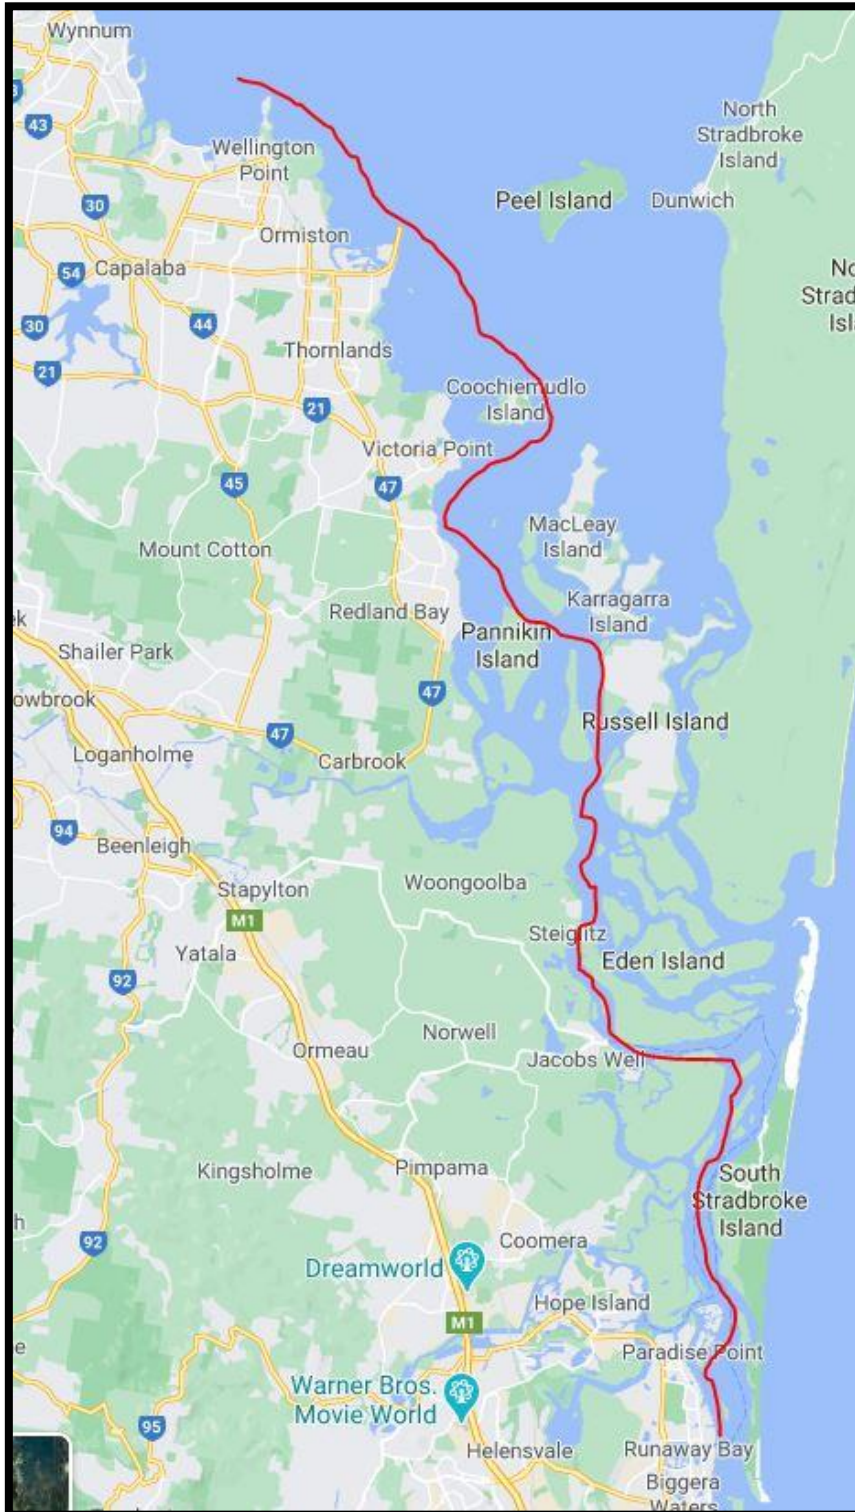 Wynnum
North
Stradbroke
Island
43
Wellington
Point
Peel Island
Dunwich
30
Ormiston
54
Capalaba
30
44
21
Thornlands
Coochiemudlo
Island
21
Victoria Point
45
47
MacLeay
Island
Mount Cotton
Redland Bay
Karragarra
Island
Pannikin
Island
Shailer Park
47
Russell Island
47
Loganholme
Carbrook
94
Beenleigh
Stapylton
Woongoolba
M1
Steiglitz
Yatala
Eden Island
92
Norwell
Ormeau
Jacobs Well
Kingsholme
Pimpama
South
Stradbroke
Island
92
Coomera
Dreamworld
Hope Island
M1
Paradise Point
Warner Bros.
Movie World
95
Helensvale
Runaway Bay
Biggera
Waters